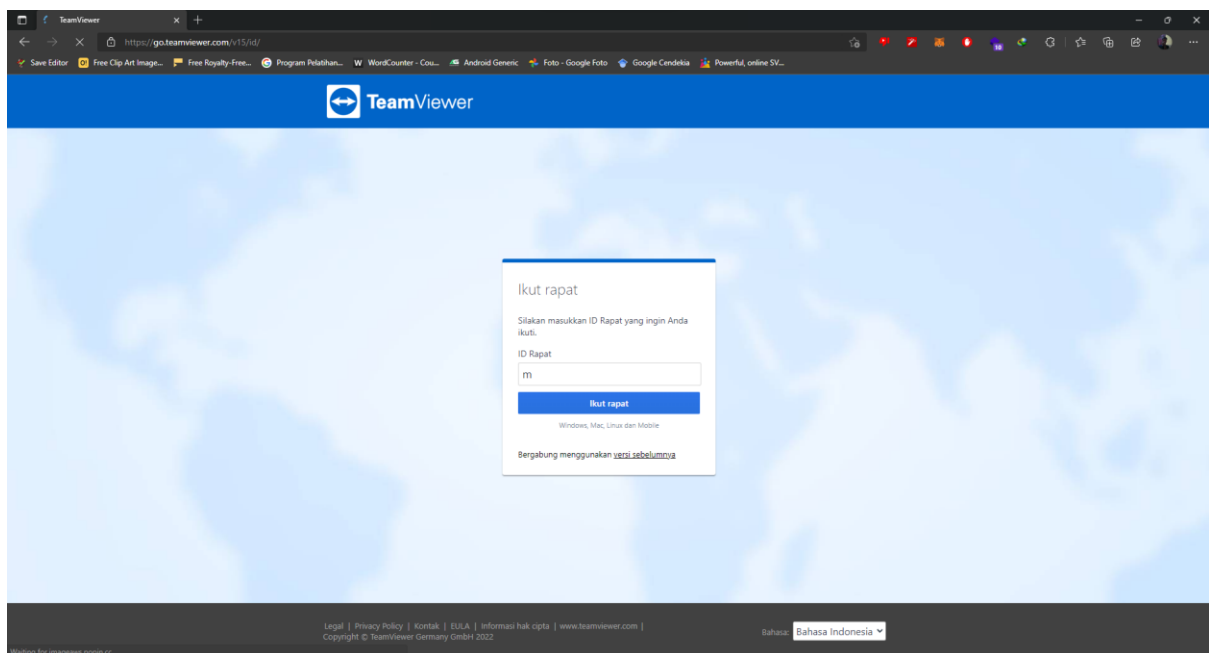 TeamViewer
https://go.teamviewer.com/v15/id/
10
Save Editor Free Clip Art Image... Free Royalty-Free... Program Pelatihan... WordCounter - Cou... Android Generic Foto - Google Foto Google Cendekia Powerful, online SV...
TeamViewer
Ikut rapat
Silakan masukkan ID Rapat yang ingin Anda
ikuti.
ID Rapat
m
Ikut rapat
Windows, Mac, Linux dan Mobile
Bergabung menggunakan versi sebelumnya
Legal | Privacy Policy | Kontak | EULA | Informasi hak cipta | www.teamviewer.com |
Copyright © TeamViewer Germany GmbH 2022
Bahasa: Bahasa Indonesia
Waiting for